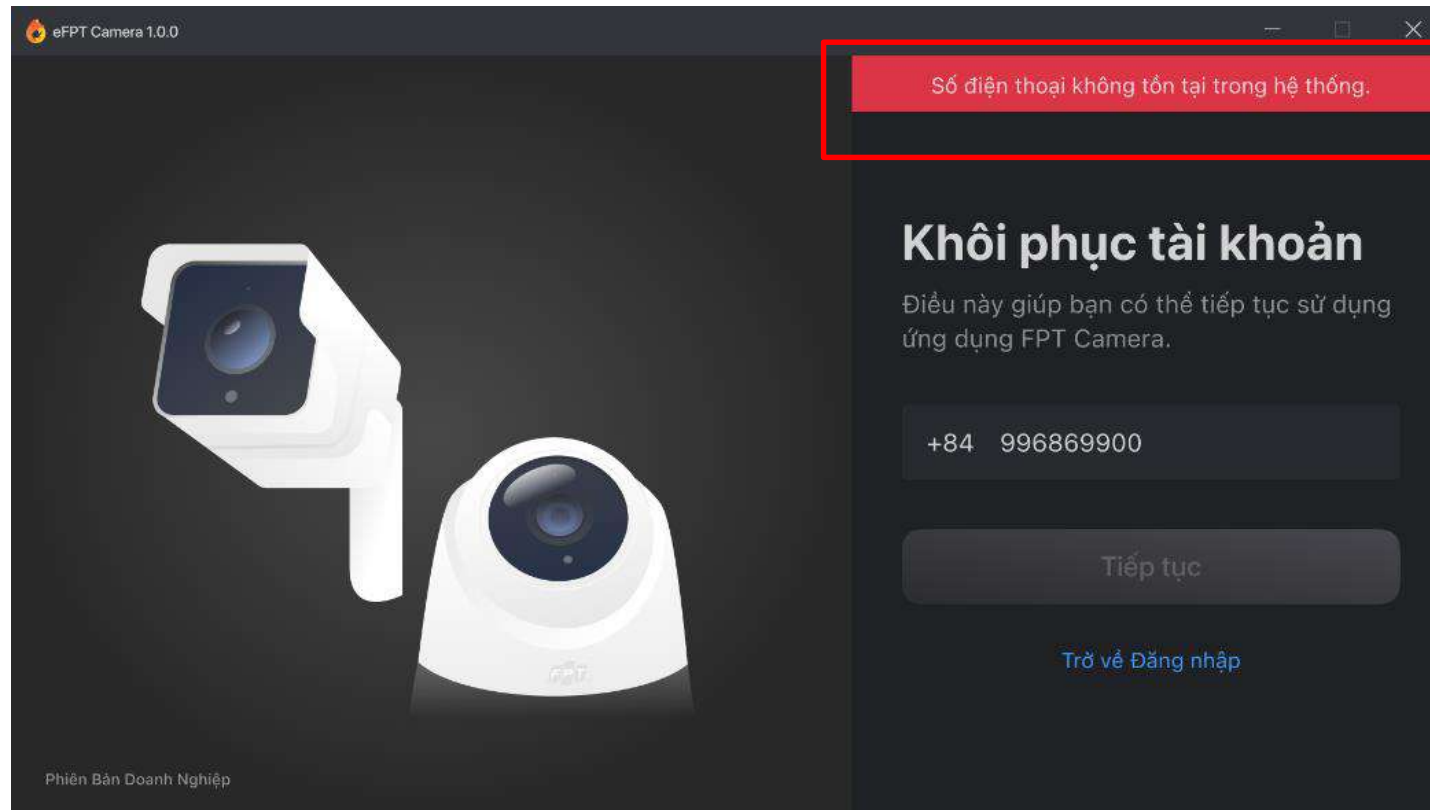 eFPT Camera 1.0.0
Số điện thoại không tồn tại trong hệ thống.
Khôi phục tài khoản
Điều này giúp bạn có thể tiếp tục sử dụng
ứng dụng FPT Camera.
+84 996869900
Tiếp tục
Trở về Đăng nhập
FPT
Phiên Bản Doanh Nghiệp